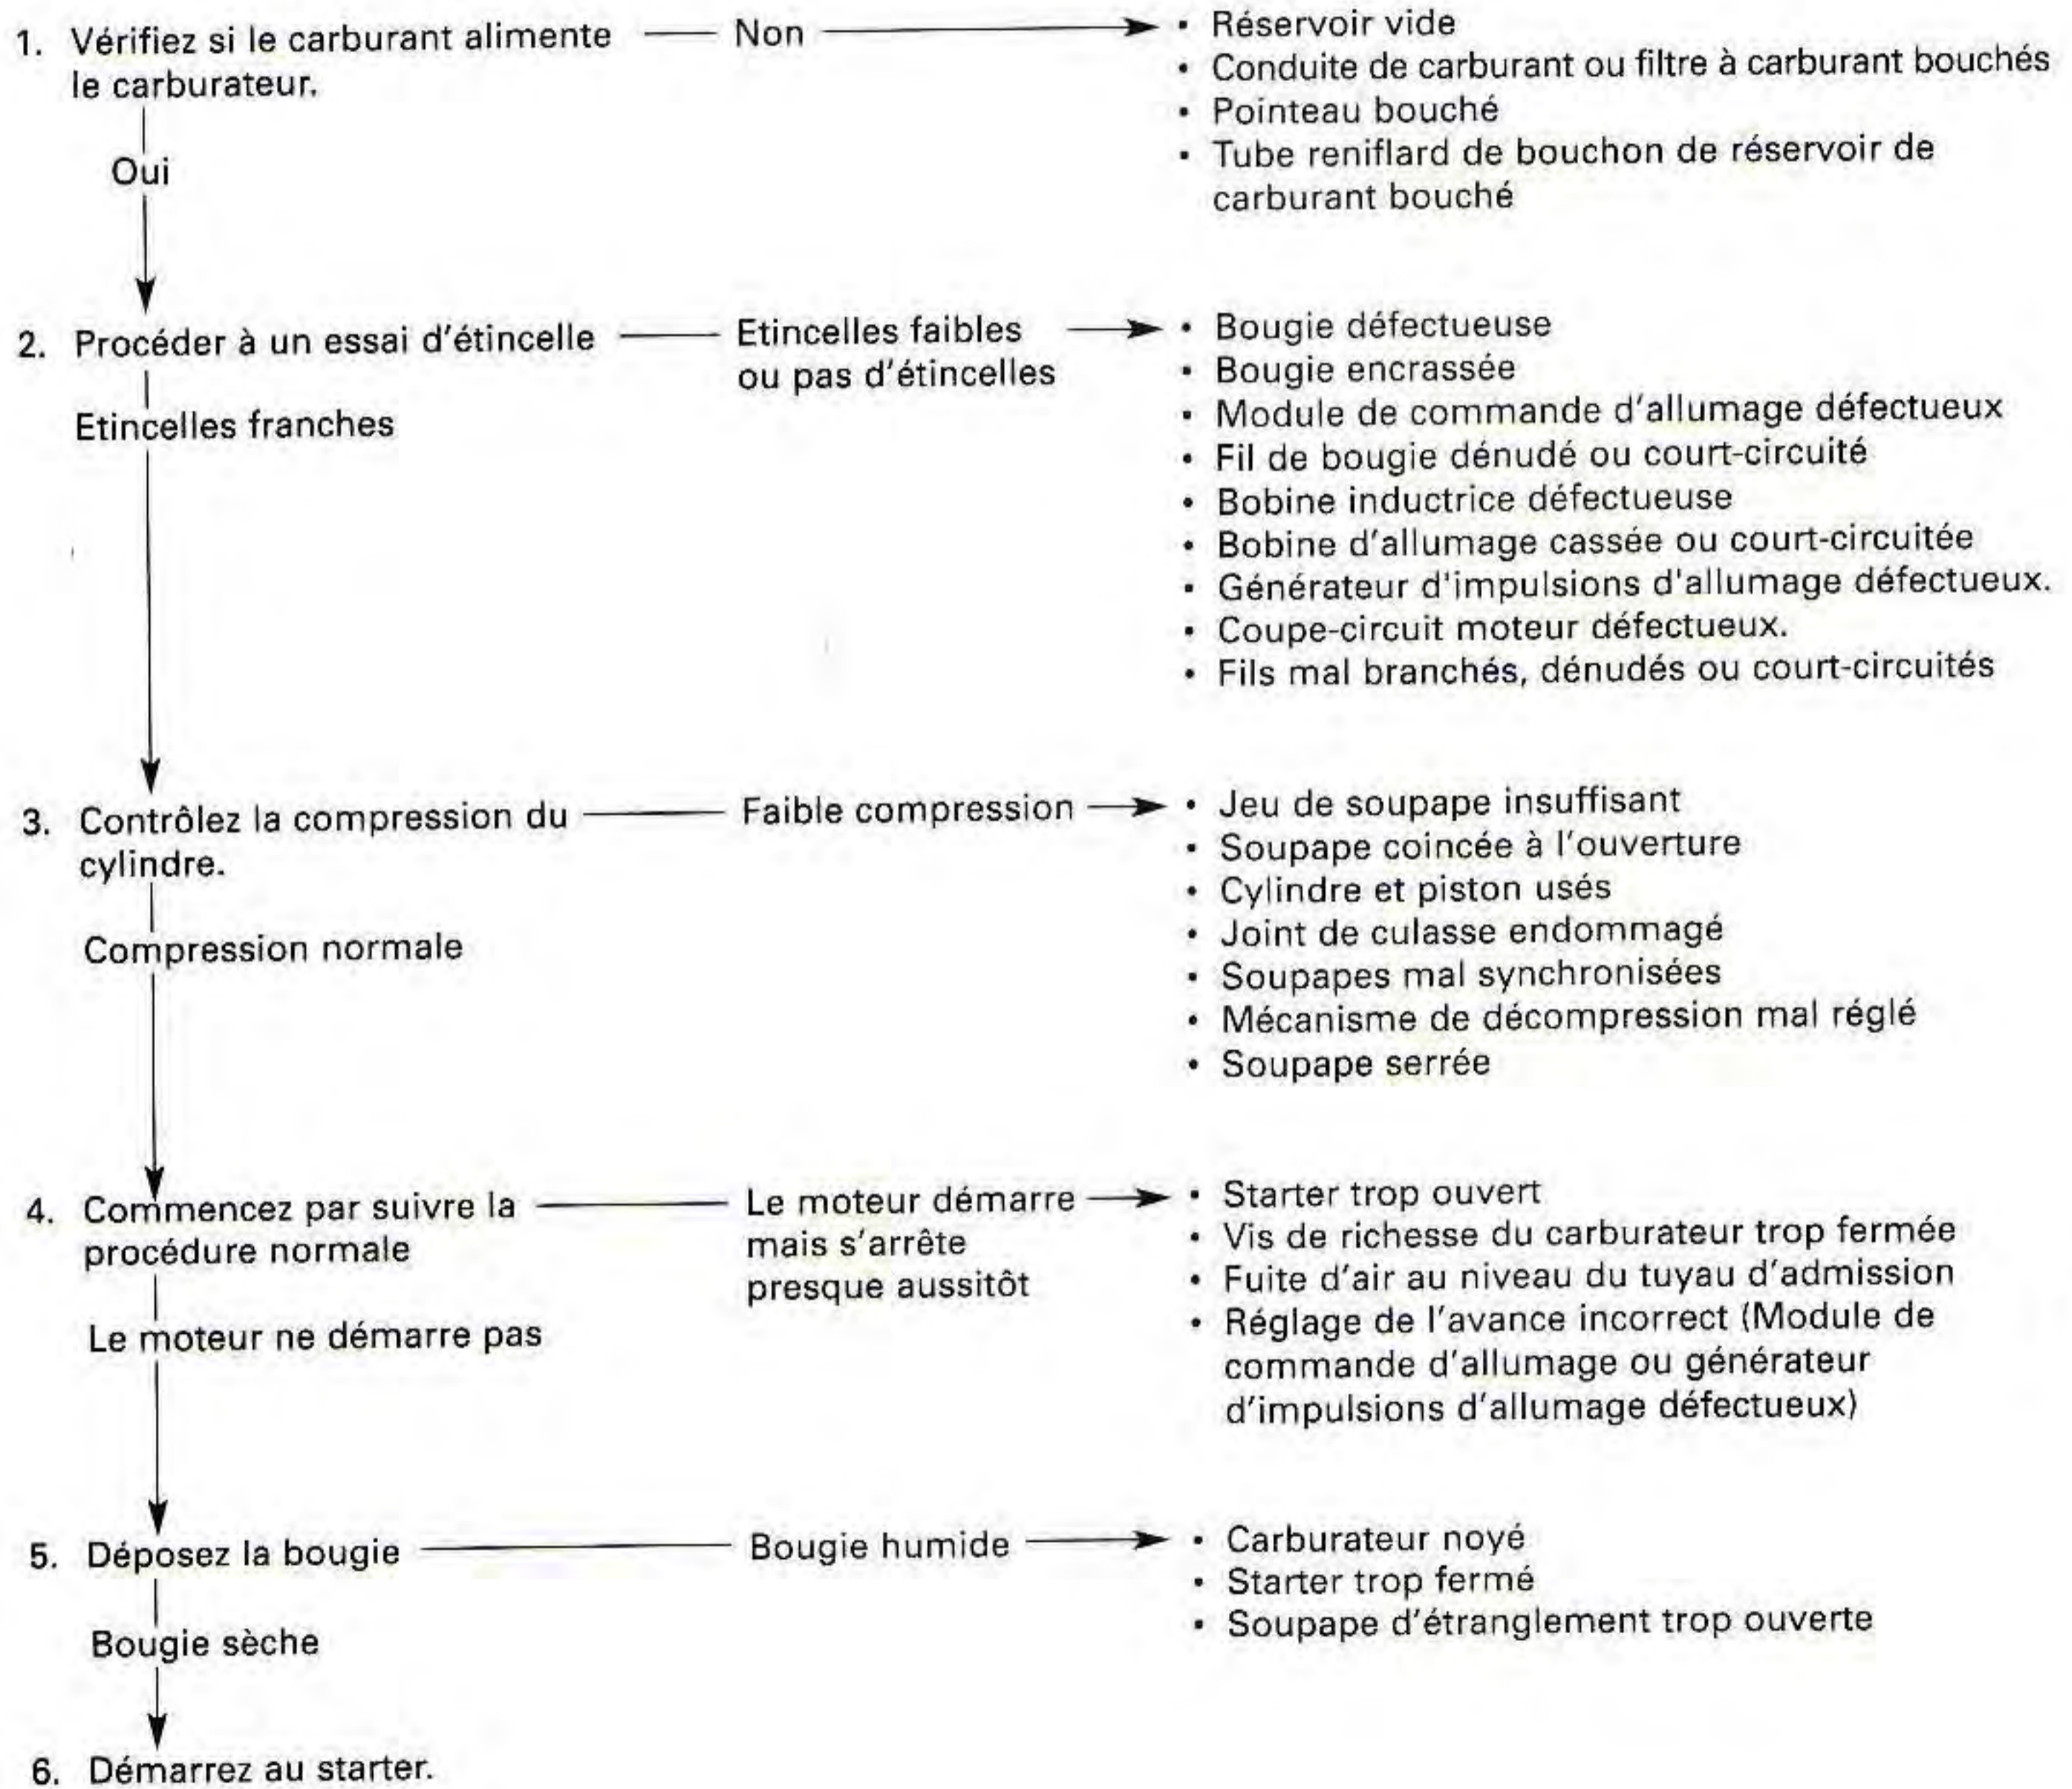 1. Vérifiez si le carburant alimente
le carburateur.
Non
• Réservoir vide
• Conduite de carburant ou filtre à carburant bouchés
• Pointeau bouché
• Tube reniflard de bouchon de réservoir de
carburant bouché
Oui
2. Procéder à un essai d'étincelle
Etincelles faibles
ou pas d'étincelles
• Bougie défectueuse
• Bougie encrassée
• Module de commande d'allumage défectueux
• Fil de bougie dénudé ou court-circuité
• Bobine inductrice défectueuse
• Bobine d'allumage cassée ou court-circuitée
• Générateur d'impulsions d'allumage défectueux.
• Coupe-circuit moteur défectueux.
• Fils mal branchés, dénudés ou court-circuités
Etincelles franches
3. Contrôlez la compression du
cylindre.
Faible compression
• Jeu de soupape insuffisant
• Soupape coincée à l'ouverture
• Cylindre et piston usés
• Joint de culasse endommagé
• Soupapes mal synchronisées
• Mécanisme de décompression mal réglé
• Soupape serrée
Compression normale
4. Commencez par suivre la
procédure normale
Le moteur démarre
mais s'arrête
presque aussitôt
• Starter trop ouvert
• Vis de richesse du carburateur trop fermée
• Fuite d'air au niveau du tuyau d'admission
• Réglage de l'avance incorrect (Module de
commande d'allumage ou générateur
d'impulsions d'allumage défectueux)
Le moteur ne démarre pas
5. Déposez la bougie
Bougie humide
• Carburateur noyé
• Starter trop fermé
• Soupape d'étranglement trop ouverte
Bougie sèche
6. Démarrez au starter.